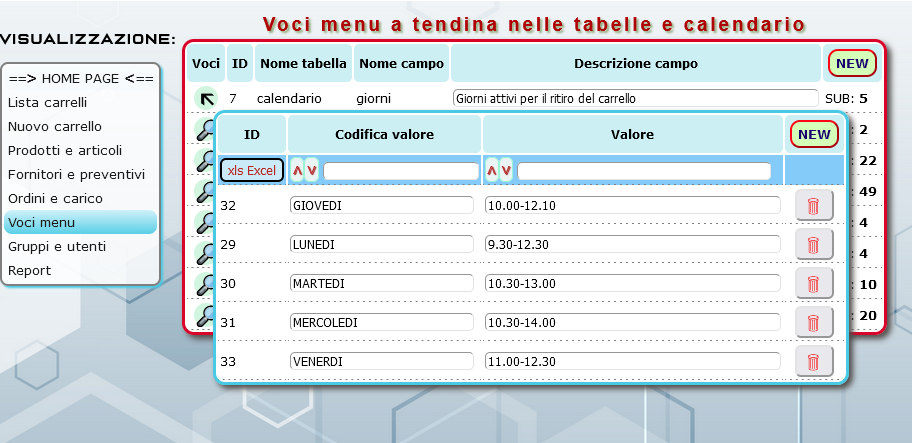 Voci menu a tendina nelle tabelle e calendario
VISUALIZZAZIONE:
==> HOME PAGE <==
Lista carrelli
Nuovo carrello
Prodotti e articoli
Fornitori e preventivi
Ordini e carico
Voci menu
Gruppi e utenti
Report
Voci ID Nome tabella Nome campo Descrizione campo NEW
7 calendario giorni Giorni attivi per il ritiro del carrello SUB: 5
: 2
: 22
: 49
: 4
: 4
: 10
: 20
ID Codifica valore Valore NEW
xls Excel ∧ ∨ ∧ ∨
32 GIOVEDI 10.00-12.10
29 LUNEDI 9.30-12.30
30 MARTEDI 10.30-13.00
31 MERCOLEDI 10.30-14.00
33 VENERDI 11.00-12.30